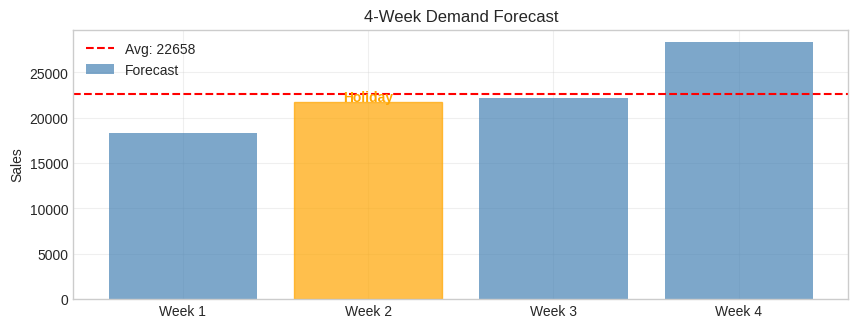 4-Week Demand Forecast
Avg: 22658
Forecast
Holiday
Sales
25000
20000
15000
10000
5000
0
Week 1
Week 2
Week 3
Week 4